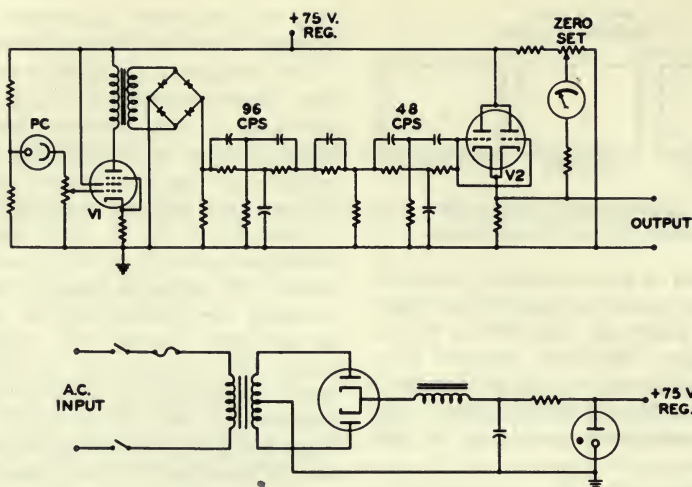 +75 V.
REG.
ZERO
SET
PC
96
CPS
48
CPS
V1
V2
OUTPUT
A.C.
INPUT
+75 V.
REG.